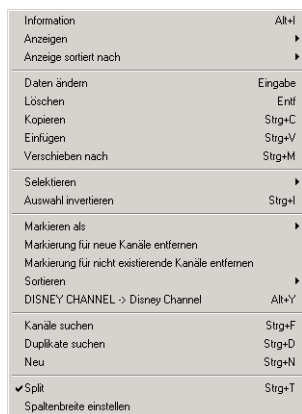 Information Alt+I
Anzeigen
Anzeige sortiert nach
Daten ändern Eingabe
Löschen Entf
Kopieren Strg+C
Einfügen Strg+V
Verschieben nach Strg+M
Selektieren
Auswahl invertieren Strg+I
Markieren als
Markierung für neue Kanäle entfernen
Markierung für nicht existierende Kanäle entfernen
Sortieren
DISNEY CHANNEL -> Disney Channel Alt+Y
Kanäle suchen Strg+F
Duplikate suchen Strg+D
Neu Strg+N
Split Strg+T
Spaltenbreite einstellen